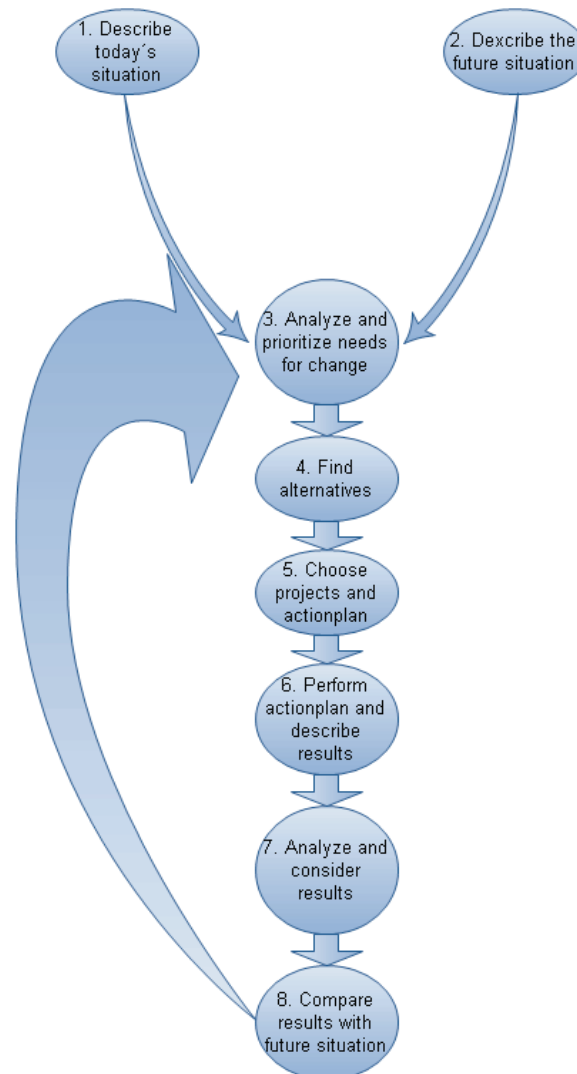 1. Describe
today´s
situation
2. Dexcribe the
future situation
3. Analyze and
prioritize needs
for change
4. Find
alternatives
5. Choose
projects and
actionplan
6. Perform
actionplan and
describe
results
7. Analyze and
consider
results
8. Compare
results with
future situation